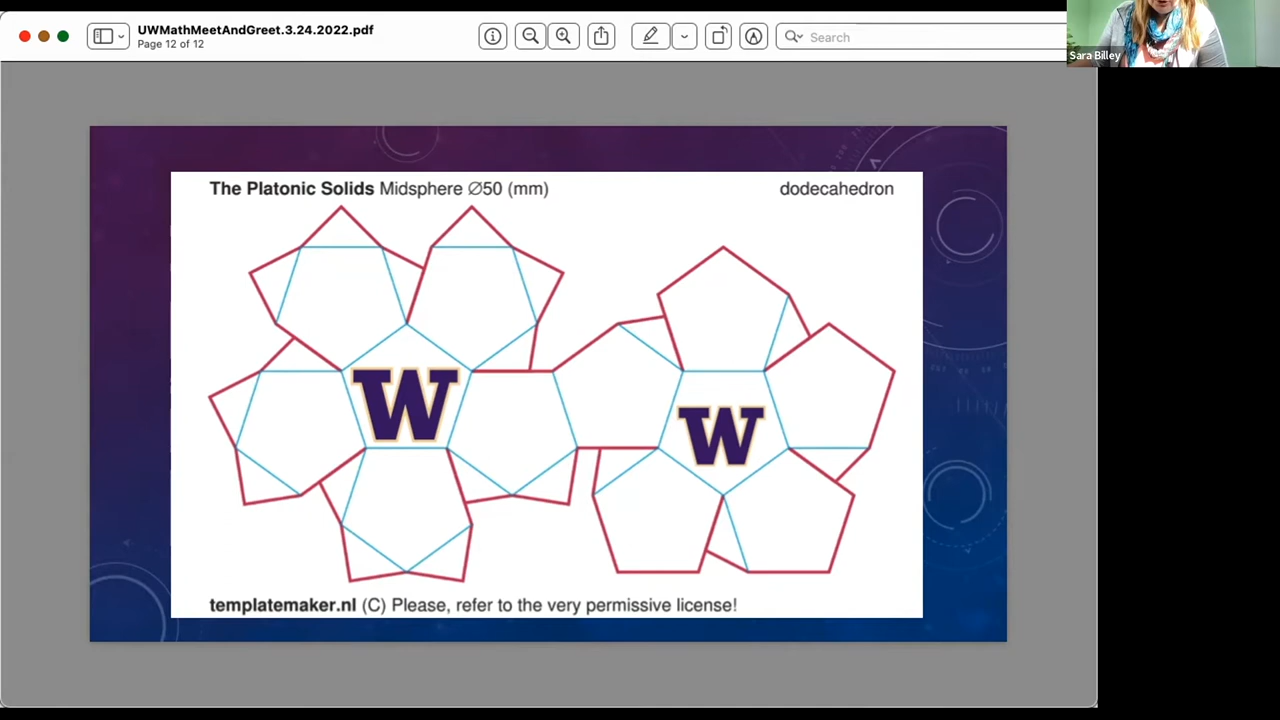 UWMathMeetAndGreet.3.24.2022.pdf
Page 12 of 12
Search
Sara Billey
The Platonic Solids Midsphere Ø50 (mm)
dodecahedron
W
W
templatemaker.nl (C) Please, refer to the very permissive license!